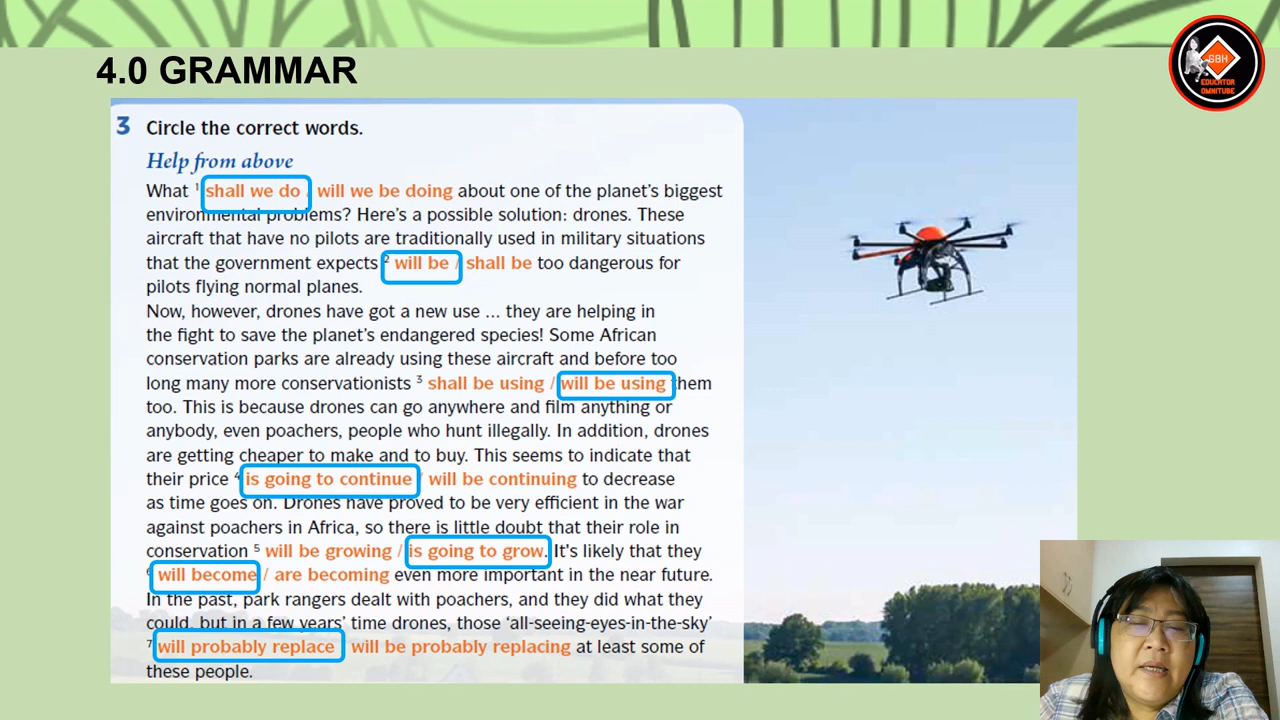 4.0 GRAMMAR
GBH
EDUCATOR
OMNITUBE
3 Circle the correct words.
Help from above
What 1 shall we do / will we be doing about one of the planet's biggest
environmental problems? Here's a possible solution: drones. These
aircraft that have no pilots are traditionally used in military situations
that the government expects 2 will be / shall be too dangerous for
pilots flying normal planes.
Now, however, drones have got a new use ... they are helping in
the fight to save the planet's endangered species! Some African
conservation parks are already using these aircraft and before too
long many more conservationists 3 shall be using / will be using them
too. This is because drones can go anywhere and film anything or
anybody, even poachers, people who hunt illegally. In addition, drones
are getting cheaper to make and to buy. This seems to indicate that
their price 4 is going to continue / will be continuing to decrease
as time goes on. Drones have proved to be very efficient in the war
against poachers in Africa, so there is little doubt that their role in
conservation 5 will be growing / is going to grow. It's likely that they
6 will become / are becoming even more important in the near future.
In the past, park rangers dealt with poachers, and they did what they
could, but in a few years' time drones, those 'all-seeing-eyes-in-the-sky'
7 will probably replace will be probably replacing at least some of
these people.